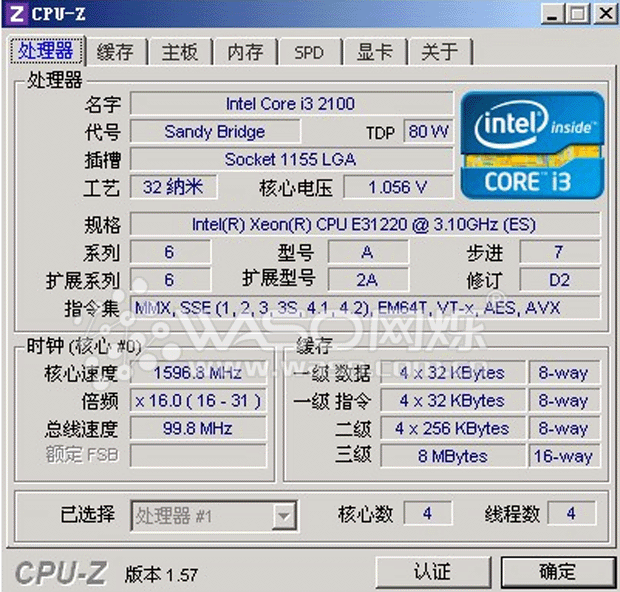 CPU-Z
处理器 缓存 主板 内存 SPD 显卡 关于
处理器
名字 Intel Core i3 2100
代号 Sandy Bridge TDP 80 W
插槽 Socket 1155 LGA
工艺 32 纳米 核心电压 1.056 V
intel inside™
CORE™ i3
规格 Intel(R) Xeon(R) CPU E31220 @ 3.10GHz (ES)
系列 6 型号 A 步进 7
扩展系列 6 扩展型号 2A 修订 D2
指令集 MMX, SSE (1, 2, 3, 3S, 4.1, 4.2), EM64T, VT-x, AES, AVX
WASO网烁®
时钟 (核心 #0)
核心速度 1596.8 MHz
倍频 x 16.0 ( 16 - 31 )
总线速度 99.8 MHz
额定 FSB
缓存
一级 数据 4 x 32 KBytes 8-way
一级 指令 4 x 32 KBytes 8-way
二级 4 x 256 KBytes 8-way
三级 8 MBytes 16-way
已选择 处理器 #1 核心数 4 线程数 4
CPU-Z 版本 1.57 认证 确定